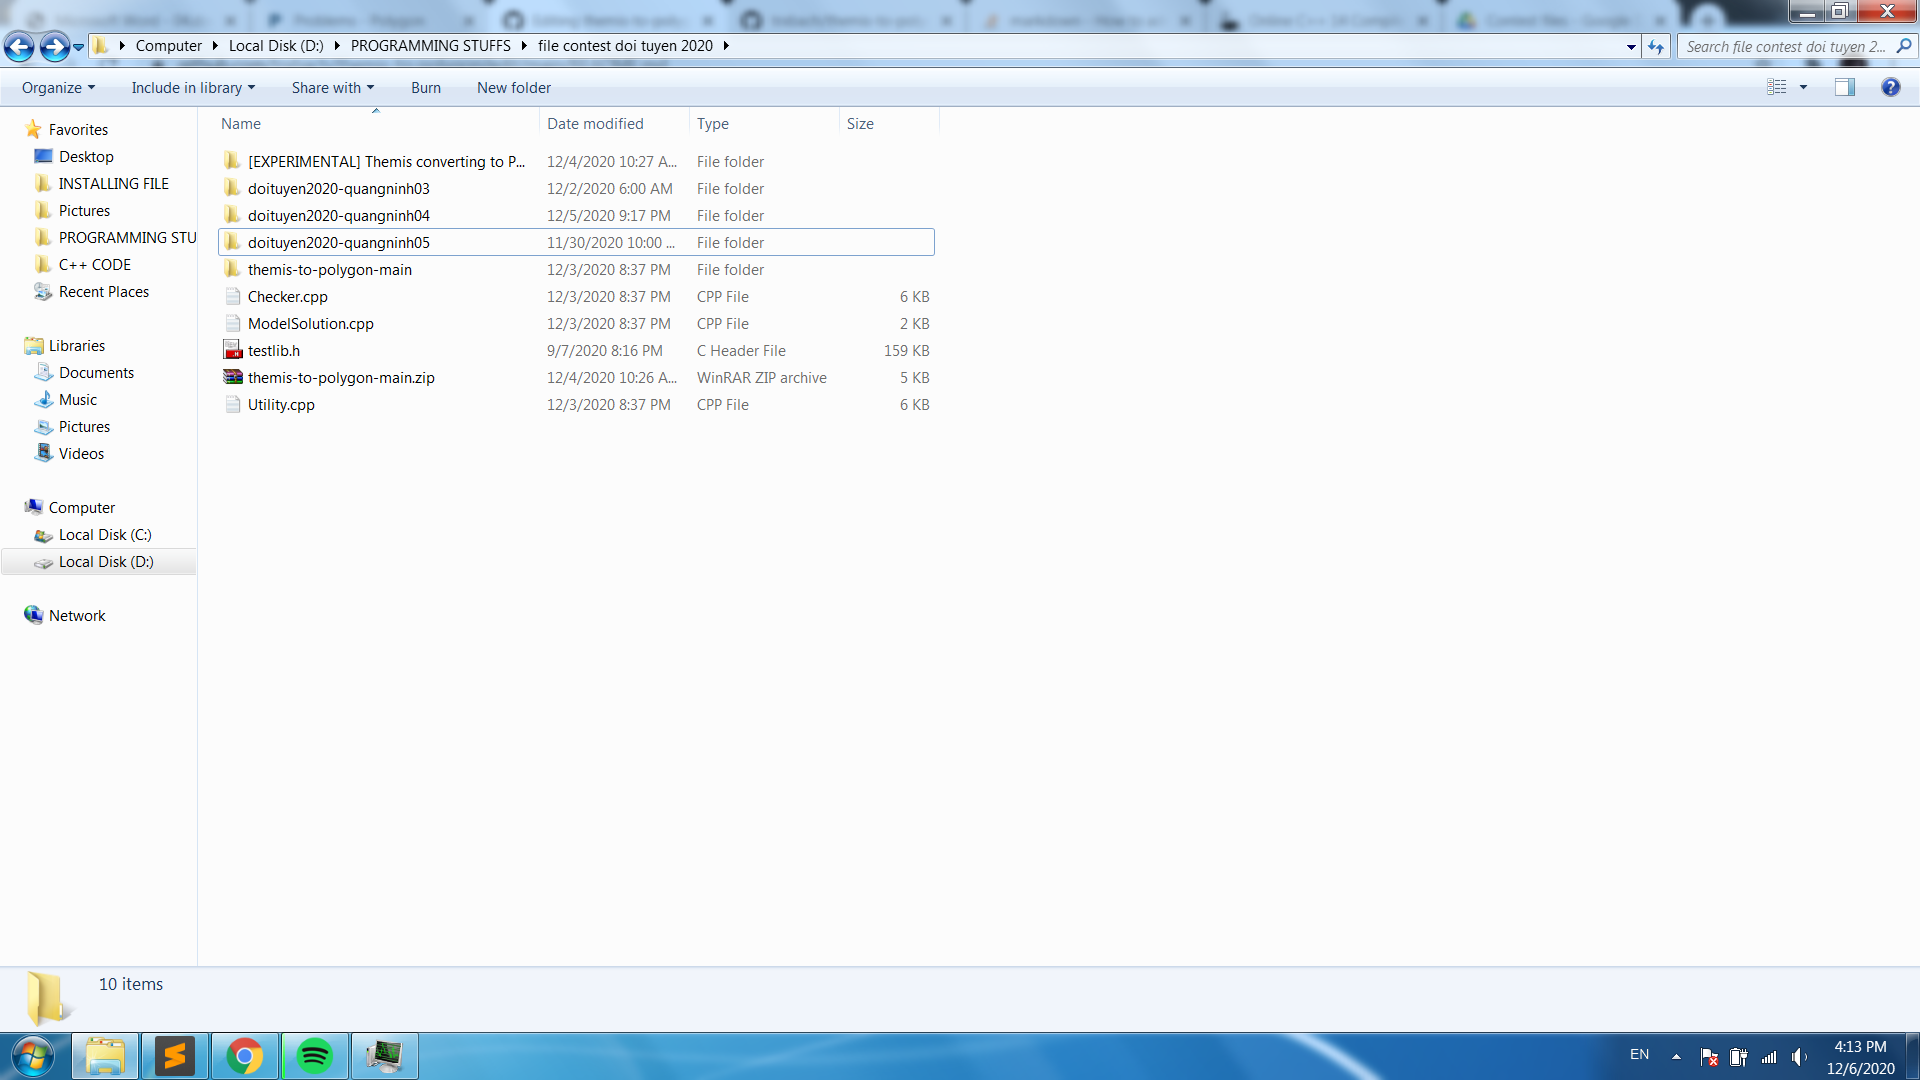 Computer Local Disk (D:) PROGRAMMING STUFFS file contest doi tuyen 2020
Search file contest doi tuyen 2...
Organize Include in library Share with Burn New folder
Favorites
Desktop
INSTALLING FILE
Pictures
PROGRAMMING STU
C++ CODE
Recent Places
Libraries
Documents
Music
Pictures
Videos
Computer
Local Disk (C:)
Local Disk (D:)
Network
Name Date modified Type Size
[EXPERIMENTAL] Themis converting to P... 12/4/2020 10:27 A... File folder
doituyen2020-quangninh03 12/2/2020 6:00 AM File folder
doituyen2020-quangninh04 12/5/2020 9:17 PM File folder
doituyen2020-quangninh05 11/30/2020 10:00 ... File folder
themis-to-polygon-main 12/3/2020 8:37 PM File folder
Checker.cpp 12/3/2020 8:37 PM CPP File 6 KB
ModelSolution.cpp 12/3/2020 8:37 PM CPP File 2 KB
testlib.h 9/7/2020 8:16 PM C Header File 159 KB
themis-to-polygon-main.zip 12/4/2020 10:26 A... WinRAR ZIP archive 5 KB
Utility.cpp 12/3/2020 8:37 PM CPP File 6 KB
10 items
EN
4:13 PM
12/6/2020